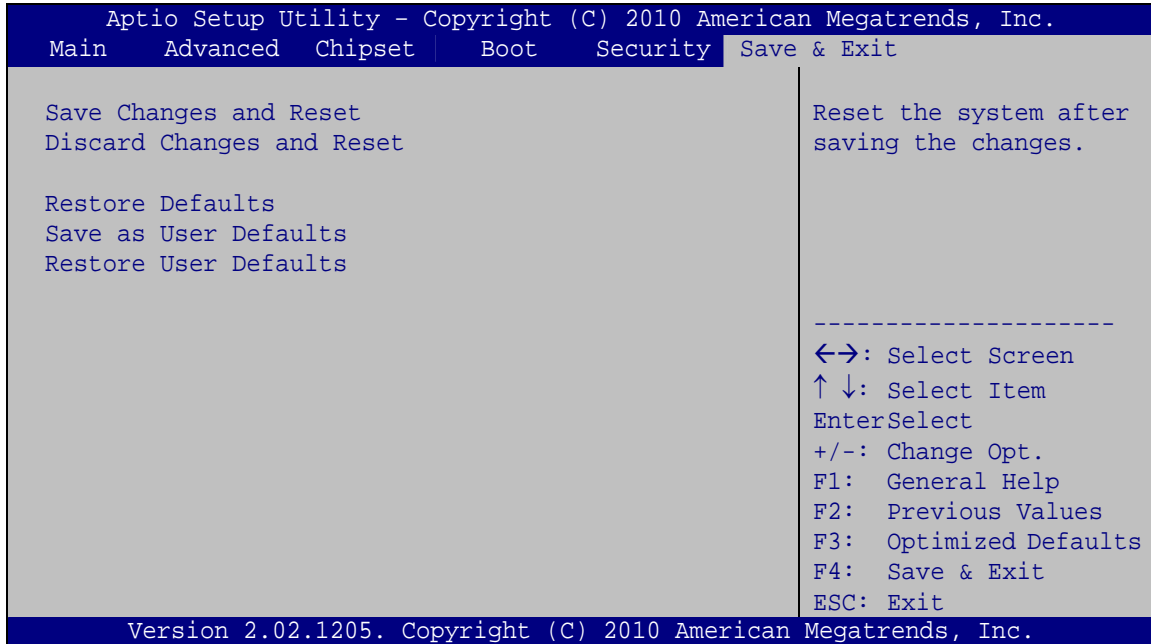 Aptio Setup Utility – Copyright (C) 2010 American Megatrends, Inc.
Main Advanced Chipset Boot Security Save & Exit
Save Changes and Reset
Discard Changes and Reset
Restore Defaults
Save as User Defaults
Restore User Defaults
Reset the system after
saving the changes.
---------------------
←→: Select Screen
↑ ↓: Select Item
EnterSelect
+/-: Change Opt.
F1: General Help
F2: Previous Values
F3: Optimized Defaults
F4: Save & Exit
ESC: Exit
Version 2.02.1205. Copyright (C) 2010 American Megatrends, Inc.